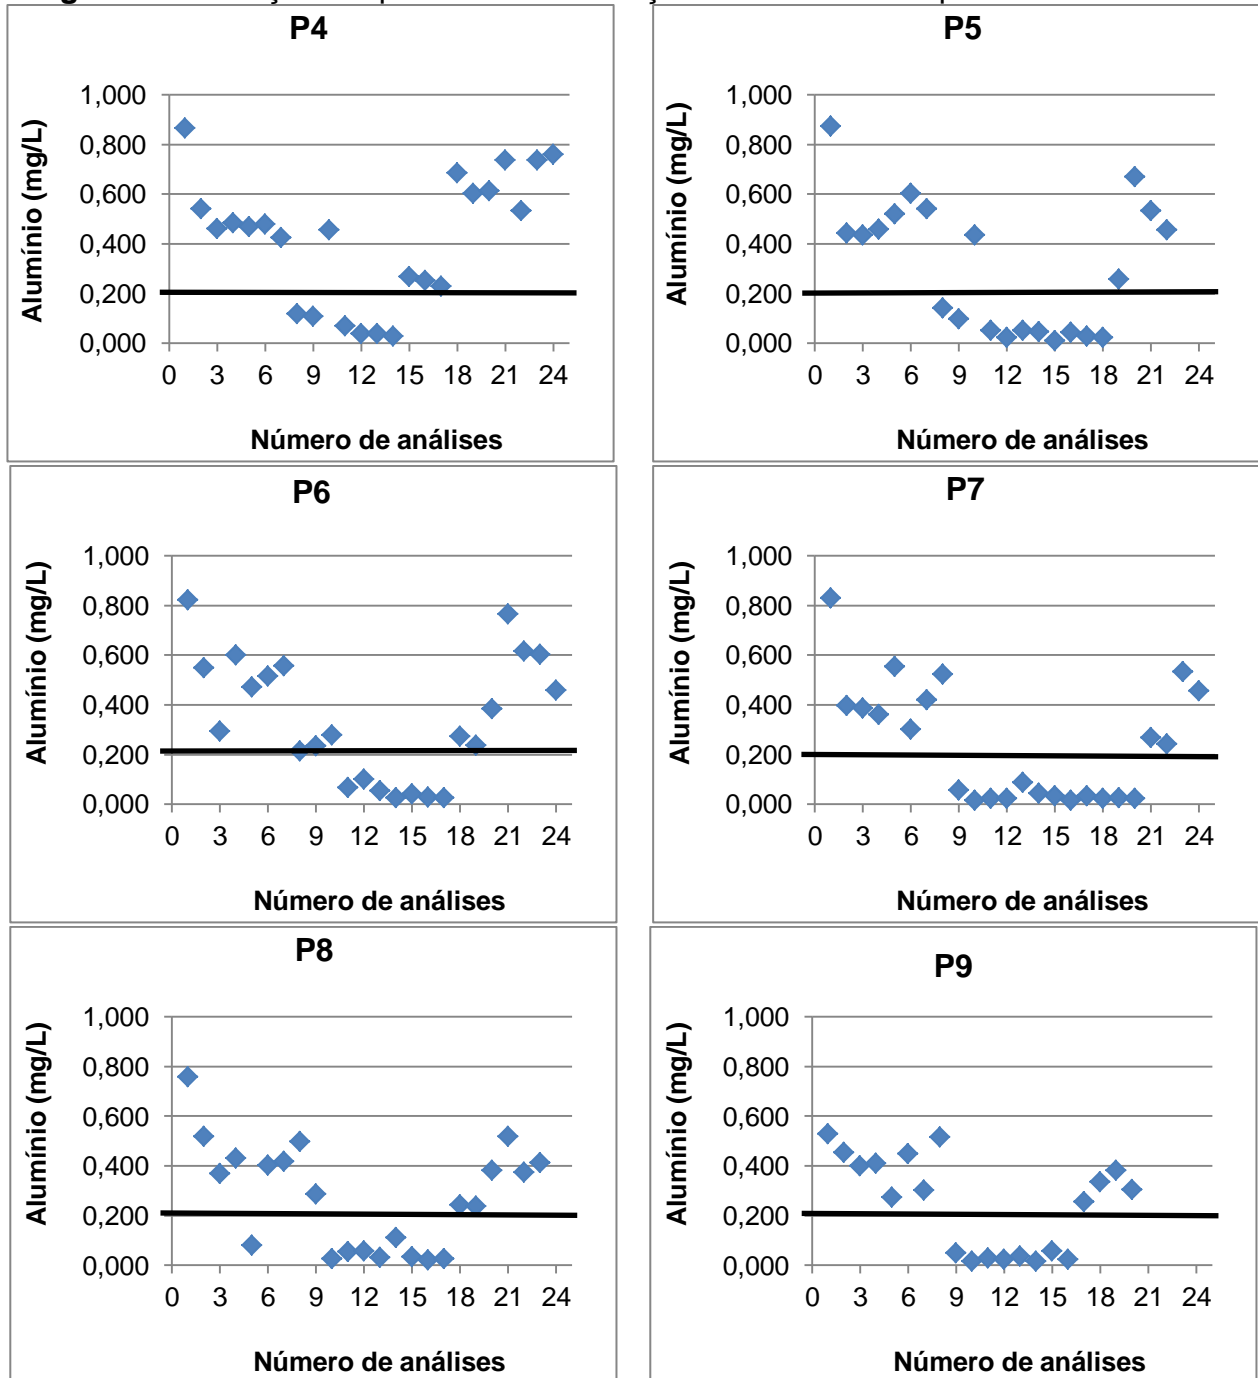 P4
Alumínio (mg/L)
1,000
0,800
0,600
0,400
0,200
0,000
0 3 6 9 12 15 18 21 24
Número de análises
P5
Alumínio (mg/L)
1,000
0,800
0,600
0,400
0,200
0,000
0 3 6 9 12 15 18 21 24
Número de análises
P6
Alumínio (mg/L)
1,000
0,800
0,600
0,400
0,200
0,000
0 3 6 9 12 15 18 21 24
Número de análises
P7
Alumínio (mg/L)
1,000
0,800
0,600
0,400
0,200
0,000
0 3 6 9 12 15 18 21 24
Número de análises
P8
Alumínio (mg/L)
1,000
0,800
0,600
0,400
0,200
0,000
0 3 6 9 12 15 18 21 24
Número de análises
P9
Alumínio (mg/L)
1,000
0,800
0,600
0,400
0,200
0,000
0 3 6 9 12 15 18 21 24
Número de análises